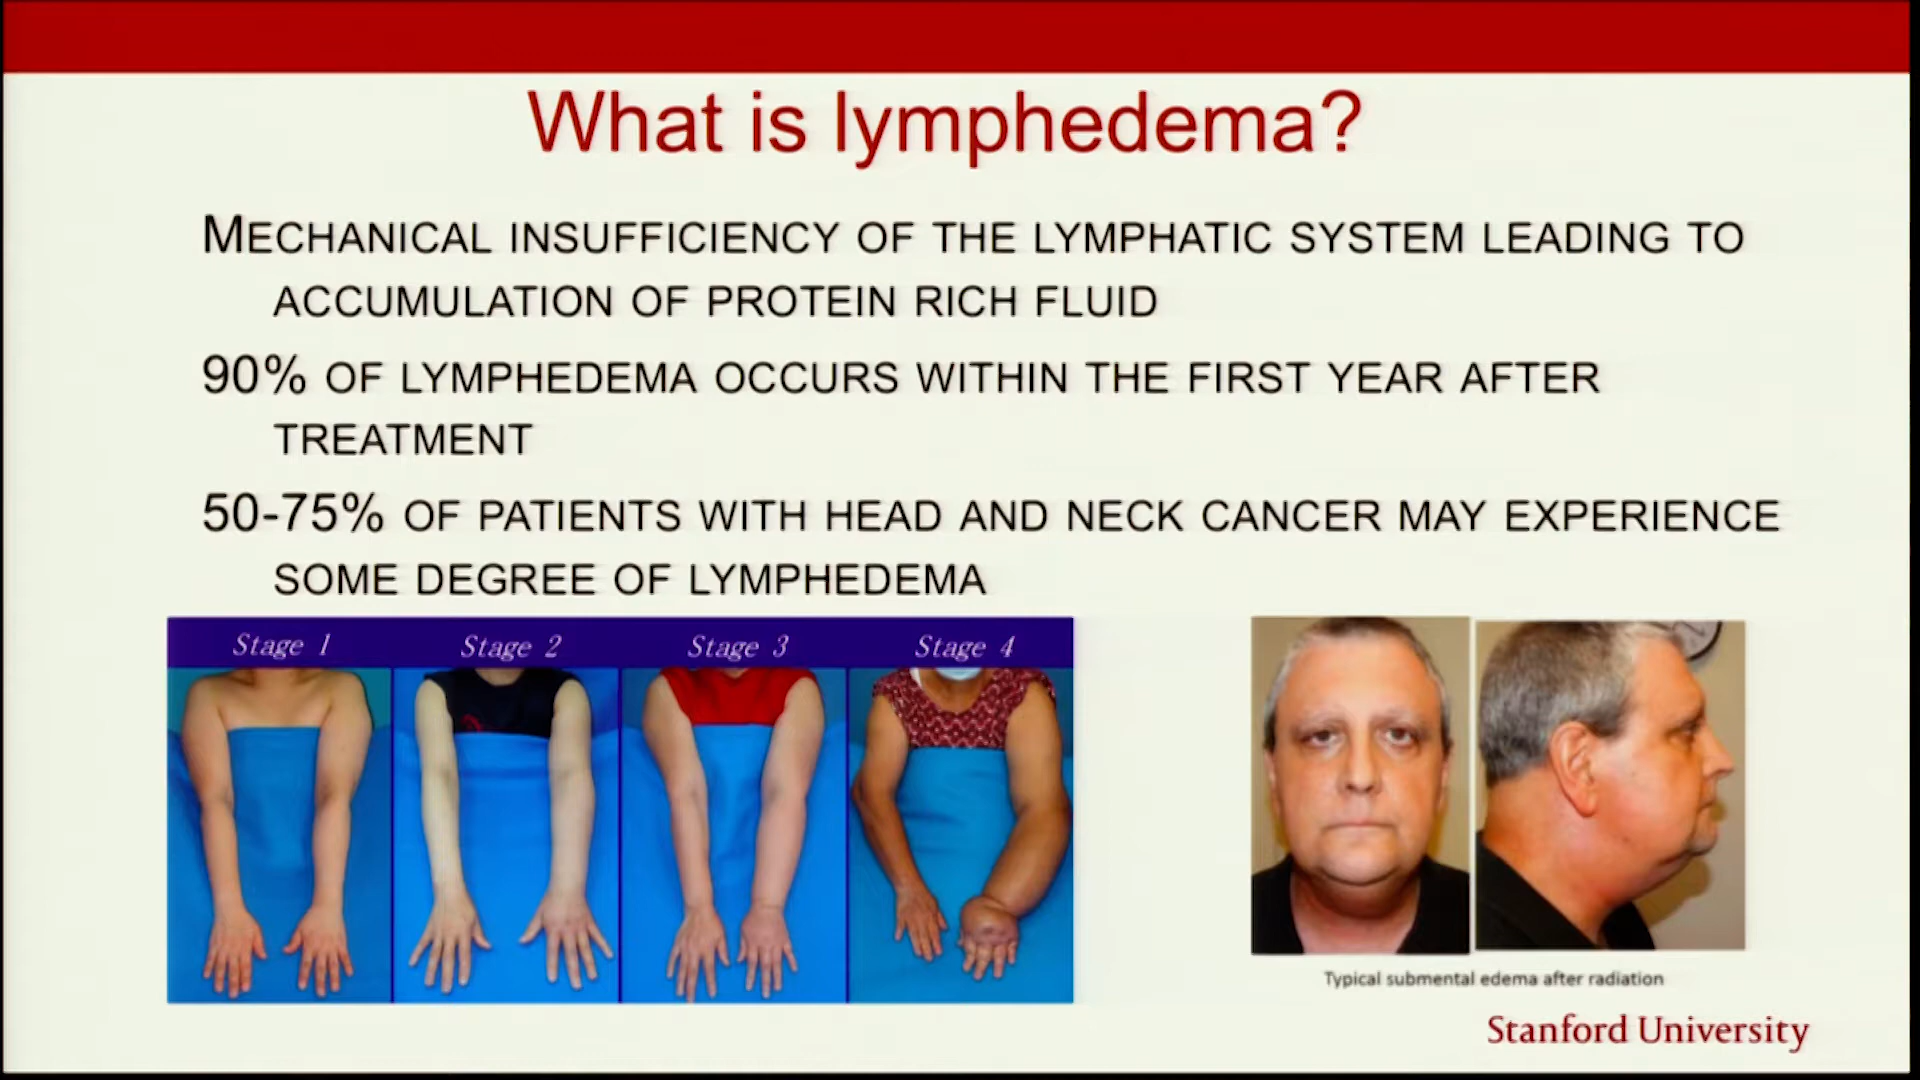 What is lymphedema?
MECHANICAL INSUFFICIENCY OF THE LYMPHATIC SYSTEM LEADING TO
ACCUMULATION OF PROTEIN RICH FLUID
90% OF LYMPHEDEMA OCCURS WITHIN THE FIRST YEAR AFTER
TREATMENT
50-75% OF PATIENTS WITH HEAD AND NECK CANCER MAY EXPERIENCE
SOME DEGREE OF LYMPHEDEMA
Stage 1 Stage 2 Stage 3 Stage 4
Typical submental edema after radiation
Stanford University